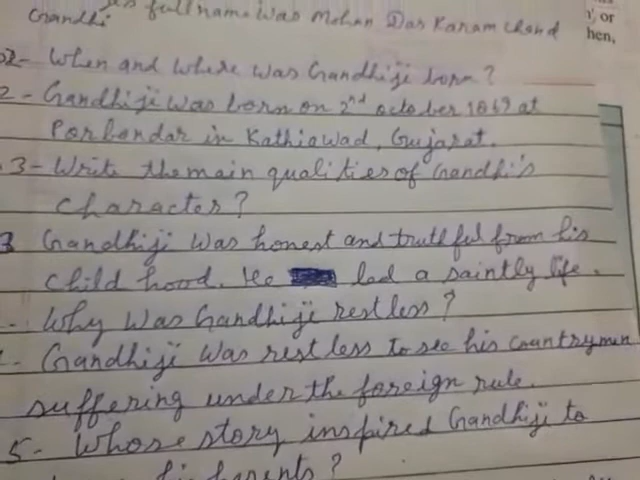 full name was Mohan Das Karam Chand
Gandhi
r, or
hen,
02- When and where was Gandhiji born?
2- Gandhiji was born on 2nd october 1869 at
Porbandar in Kathiawad, Gujarat.
.3- Write the main qualities of Gandhi's
character?
3 Gandhiji was honest and truthful from his
child hood. He led a saintly life.
- Why was Gandhiji restless?
- Gandhiji was restless to see his countrymen
suffering under the foreign rule.
5- Whose story inspired Gandhiji to
his parents?